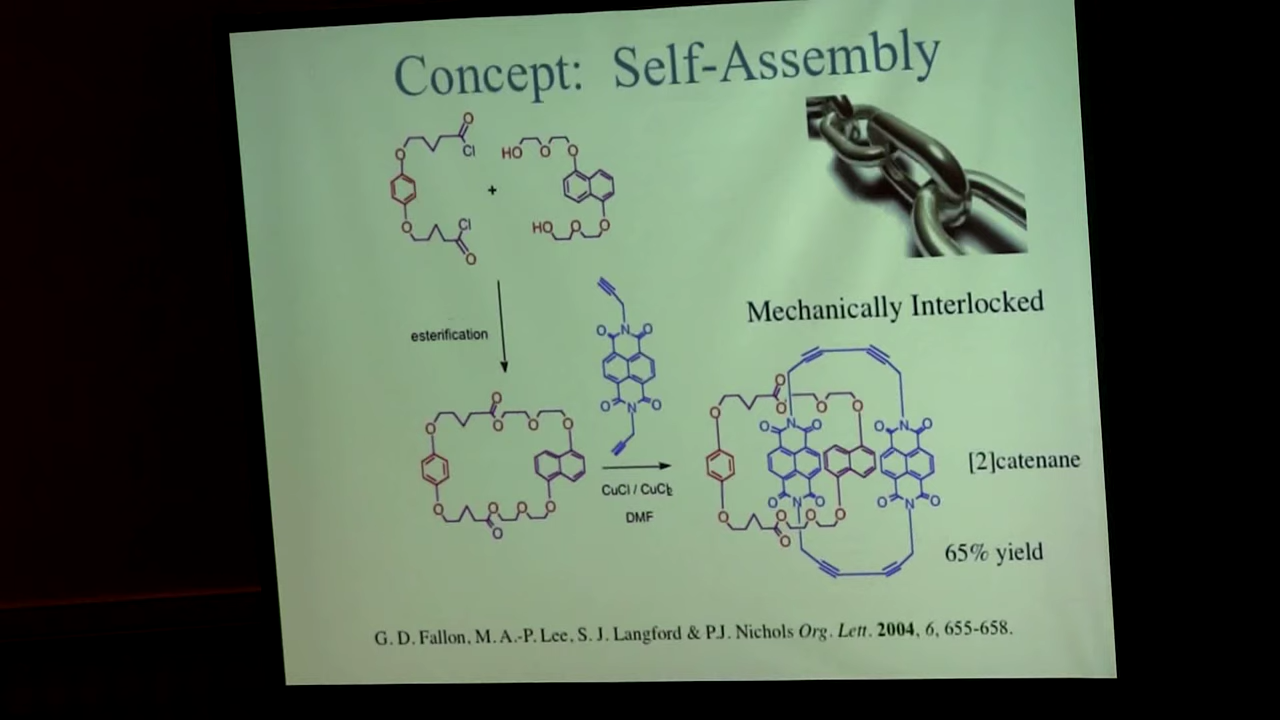 Concept: Self-Assembly
O
Cl
O
O
Cl
O
HO
O
O
HO
O
O
+
esterification
O
N
O
O
N
O
Mechanically Interlocked
O
O
O
O
O
O
O
O
O
O
O
CuCl / CuCl2
DMF
O
O
O
O
O
O
O
O
O
O
O
O
N
O
O
N
O
O
N
O
O
N
O
[2]catenane
65% yield
G. D. Fallon, M. A.-P. Lee, S. J. Langford & P.J. Nichols Org. Lett. 2004, 6, 655-658.